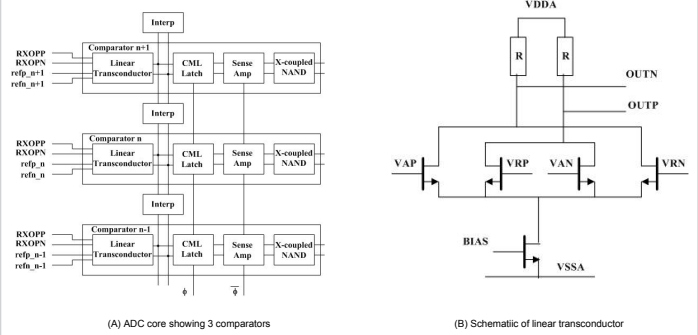 Interp
Comparator n+1
RXOPP
RXOPN
refp_n+1
refn_n+1
Linear
Transconductor
CML
Latch
Sense
Amp
X-coupled
NAND
Interp
Comparator n
RXOPP
RXOPN
refp_n
refn_n
Linear
Transconductor
CML
Latch
Sense
Amp
X-coupled
NAND
Interp
Comparator n-1
RXOPP
RXOPN
refp_n-1
refn_n-1
Linear
Transconductor
CML
Latch
Sense
Amp
X-coupled
NAND
ϕ
ϕ̅
(A) ADC core showing 3 comparators
VDDA
R
R
OUTN
OUTP
VAP
VRP
VAN
VRN
BIAS
VSSA
(B) Schematiic of linear transconductor